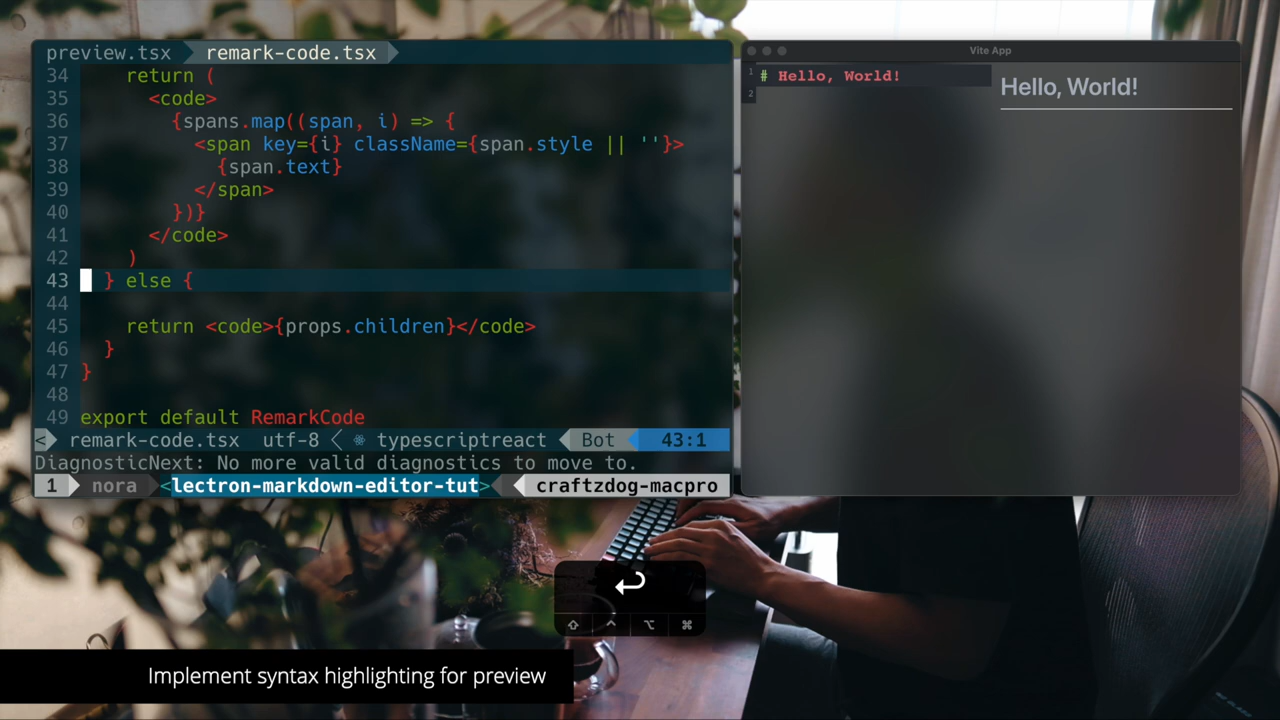 preview.tsx remark-code.tsx
34 return (
35 <code>
36 {spans.map((span, i) => {
37 <span key={i} className={span.style || ''}>
38 {span.text}
39 </span>
40 })}
41 </code>
42 )
43 } else {
44
45 return <code>{props.children}</code>
46 }
47 }
48
49 export default RemarkCode
< remark-code.tsx utf-8 typescriptreact Bot 43:1
DiagnosticNext: No more valid diagnostics to move to.
1 nora <lectron-markdown-editor-tut> craftzdog-macpro
Vite App
1 # Hello, World!
2
Hello, World!
Implement syntax highlighting for preview